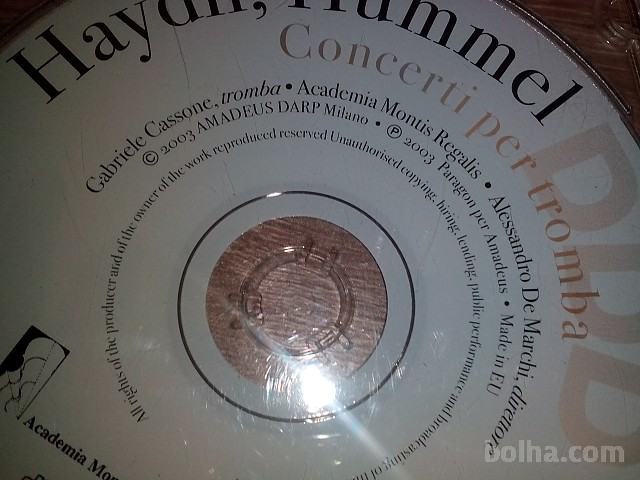 Haydn, Hummel
Concerti per tromba
Gabriele Cassone, tromba • Academia Montis Regalis • Alessandro De Marchi, direttore
© 2003 AMADEUS DARP Milano • ℗ 2003 Paragon per Amadeus • Made in EU
All rights of the producer and of the owner of the work reproduced reserved Unauthorised copying, hiring, lending, public performance and broadcasting of
DDD
Academia Mon
bolha.com